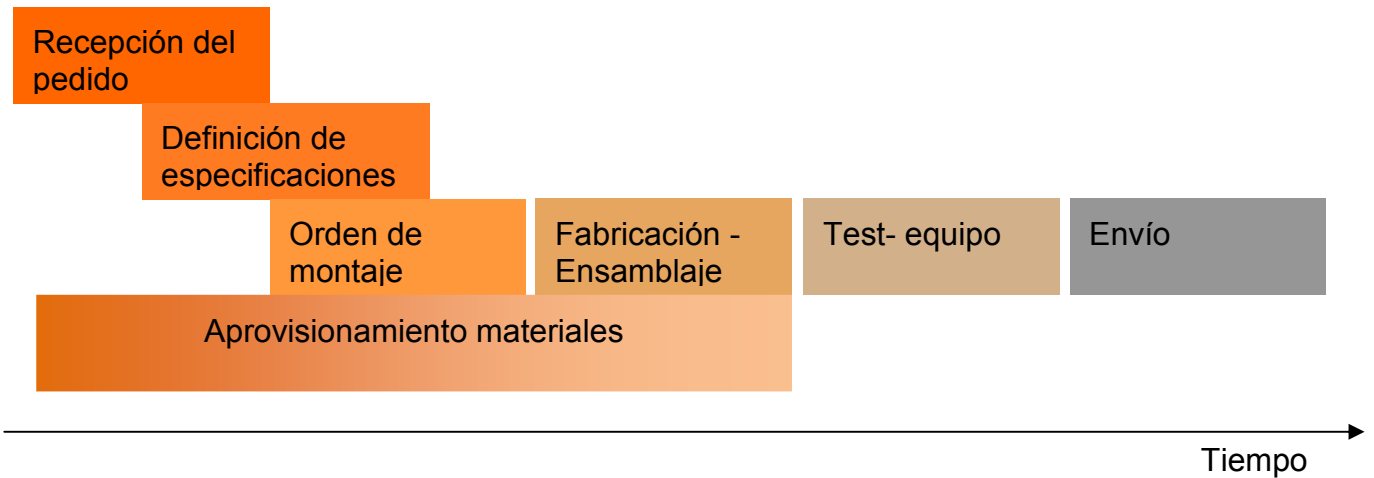 Recepción del
pedido
Definición de
especificaciones
Orden de
montaje
Fabricación -
Ensamblaje
Test- equipo
Envío
Aprovisionamiento materiales
Tiempo